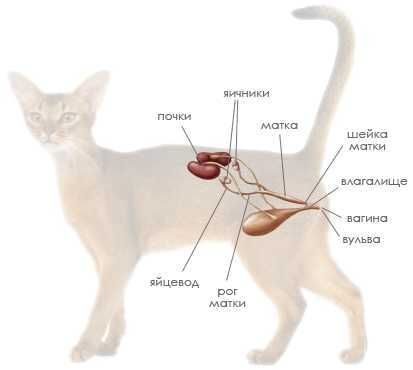 яичники
почки
матка
шейка
матки
влагалище
вагина
вульва
яйцевод
рог
матки